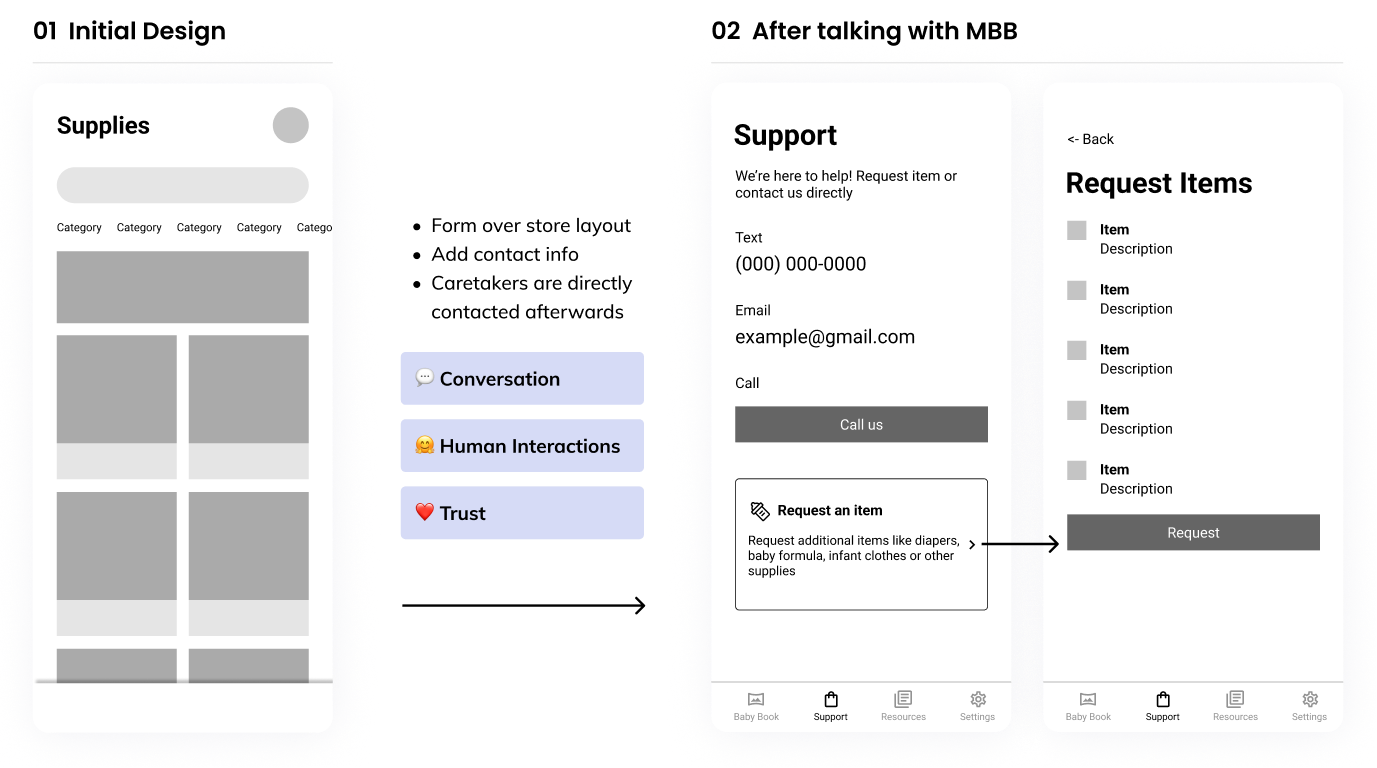 01 Initial Design
Supplies
Category Category Category Category Catego
• Form over store layout
• Add contact info
• Caretakers are directly
contacted afterwards
💬 Conversation
🤗 Human Interactions
❤️ Trust
02 After talking with MBB
Support
We’re here to help! Request item or
contact us directly
Text
(000) 000-0000
Email
example@gmail.com
Call
Call us
Request an item
Request additional items like diapers,
baby formula, infant clothes or other
supplies
Baby Book Support Resources Settings
<- Back
Request Items
Item
Description
Item
Description
Item
Description
Item
Description
Item
Description
Request
Baby Book Support Resources Settings